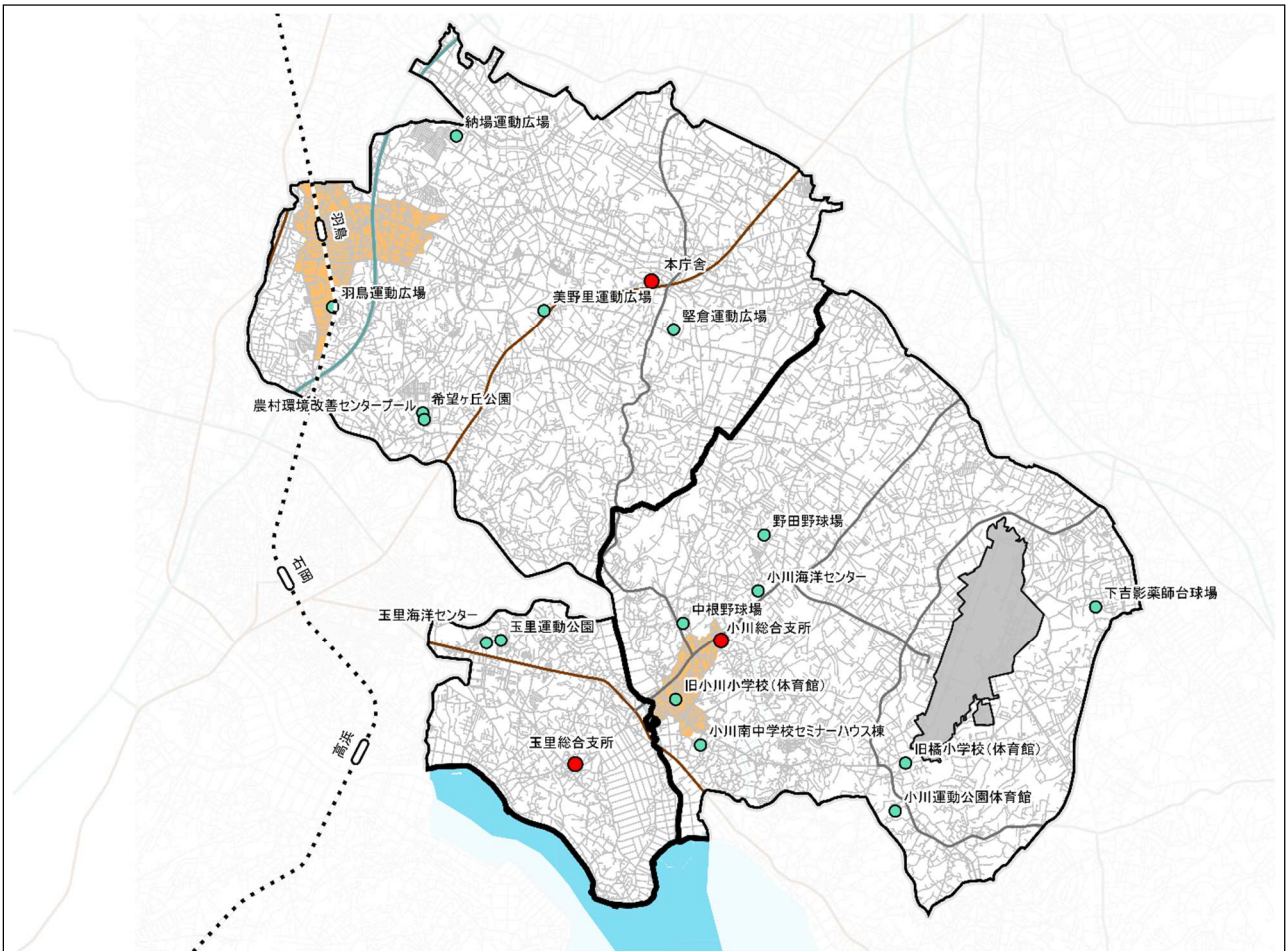 納場運動広場
羽鳥
本庁舎
羽鳥運動広場
美野里運動広場
堅倉運動広場
農村環境改善センタープール
希望ヶ丘公園
野田野球場
石岡
小川海洋センター
下吉影薬師台球場
玉里海洋センター
玉里運動公園
中根野球場
小川総合支所
旧小川小学校(体育館)
小川南中学校セミナーハウス棟
高浜
玉里総合支所
旧橘小学校(体育館)
小川運動公園体育館